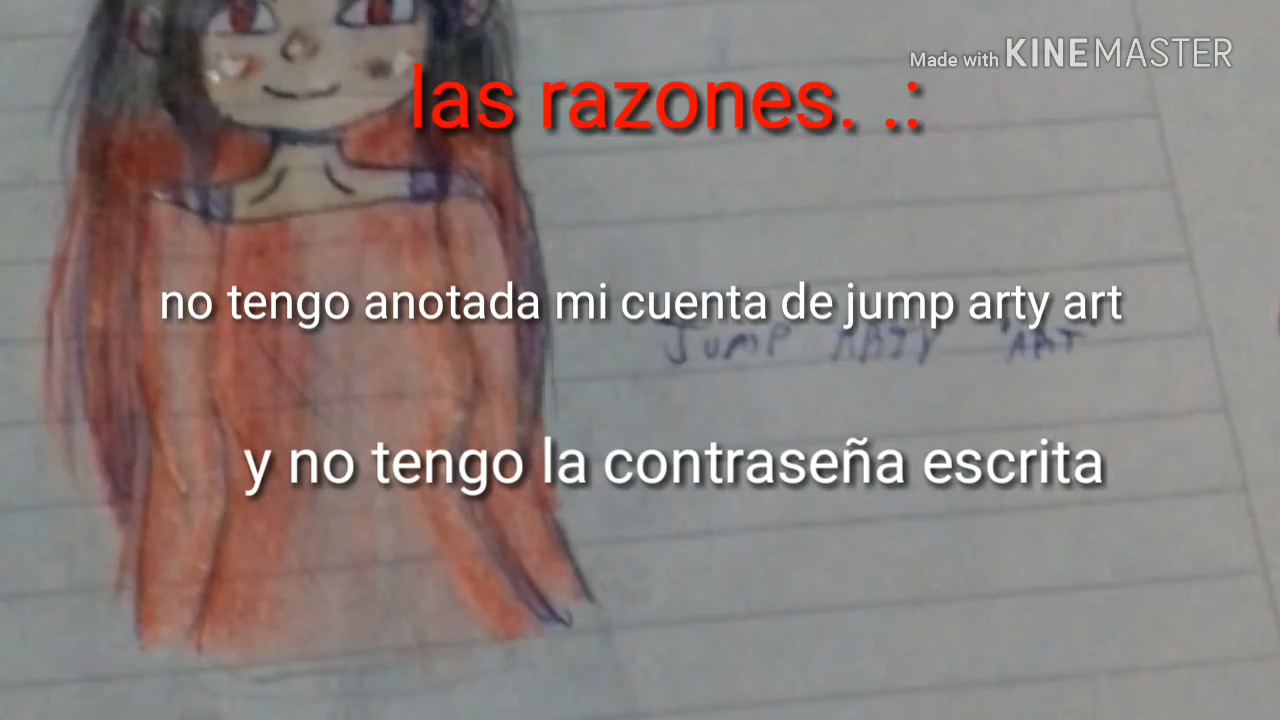 Made with KINEMASTER
las razones. .:
no tengo anotada mi cuenta de jump arty art
JUMP ARTY "ART"
y no tengo la contraseña escrita